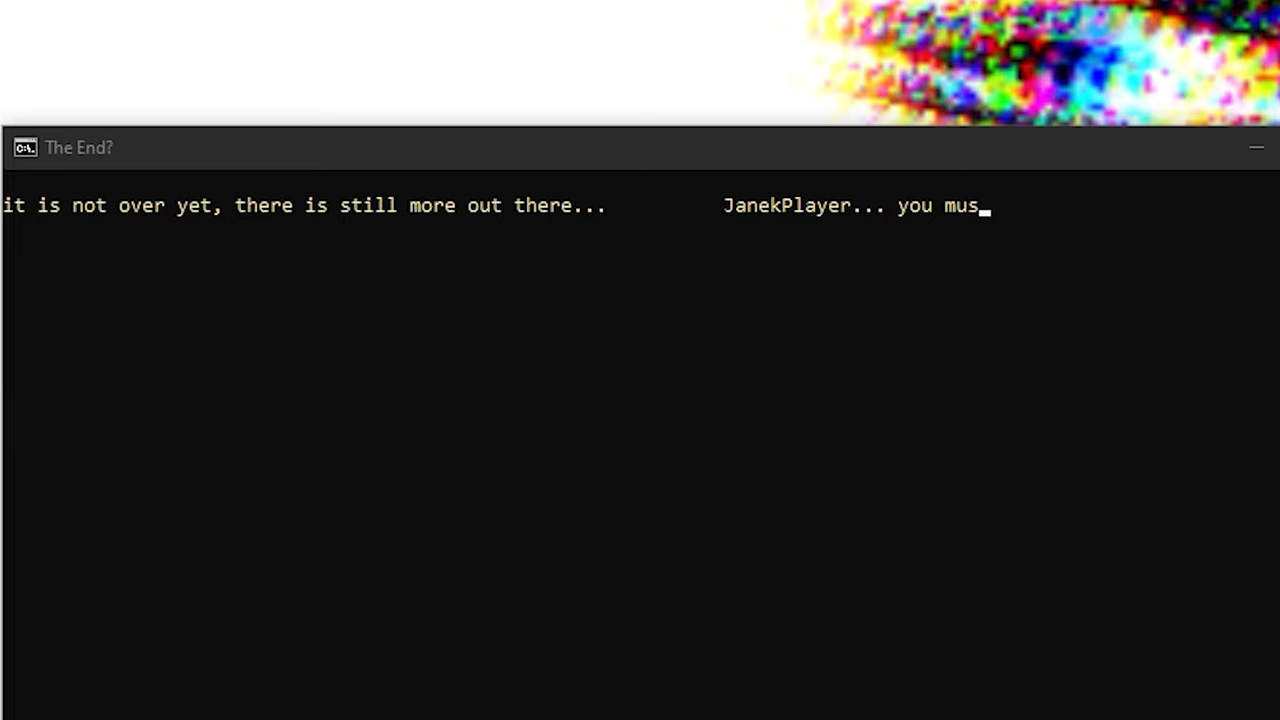 The End?
it is not over yet, there is still more out there... JanekPlayer... you mus